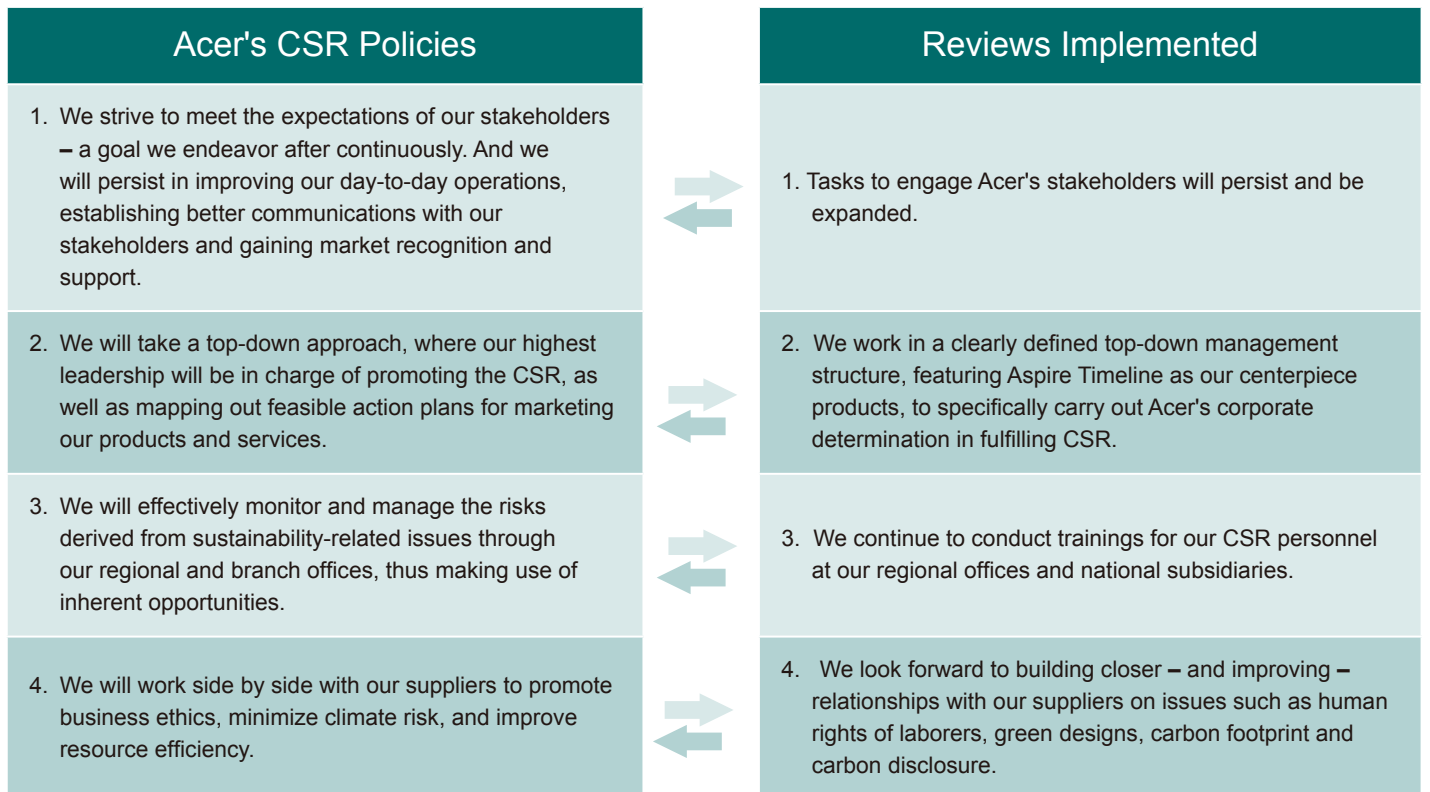 Acer's CSR Policies
Reviews Implemented
1. We strive to meet the expectations of our stakeholders
– a goal we endeavor after continuously. And we
will persist in improving our day-to-day operations,
establishing better communications with our
stakeholders and gaining market recognition and
support.
1. Tasks to engage Acer's stakeholders will persist and be
expanded.
2. We will take a top-down approach, where our highest
leadership will be in charge of promoting the CSR, as
well as mapping out feasible action plans for marketing
our products and services.
2. We work in a clearly defined top-down management
structure, featuring Aspire Timeline as our centerpiece
products, to specifically carry out Acer's corporate
determination in fulfilling CSR.
3. We will effectively monitor and manage the risks
derived from sustainability-related issues through
our regional and branch offices, thus making use of
inherent opportunities.
3. We continue to conduct trainings for our CSR personnel
at our regional offices and national subsidiaries.
4. We will work side by side with our suppliers to promote
business ethics, minimize climate risk, and improve
resource efficiency.
4. We look forward to building closer – and improving –
relationships with our suppliers on issues such as human
rights of laborers, green designs, carbon footprint and
carbon disclosure.